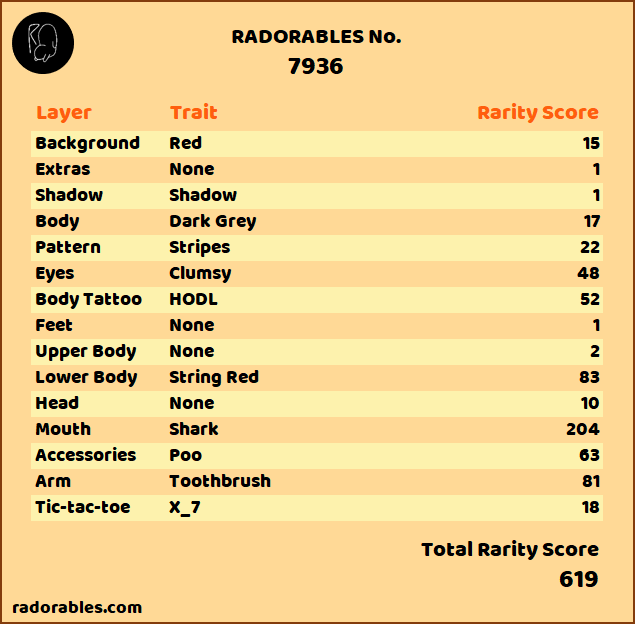 RADORABLES No.
7936
Layer Trait Rarity Score
Background Red 15
Extras None 1
Shadow Shadow 1
Body Dark Grey 17
Pattern Stripes 22
Eyes Clumsy 48
Body Tattoo HODL 52
Feet None 1
Upper Body None 2
Lower Body String Red 83
Head None 10
Mouth Shark 204
Accessories Poo 63
Arm Toothbrush 81
Tic-tac-toe X_7 18
Total Rarity Score
619
radorables.com